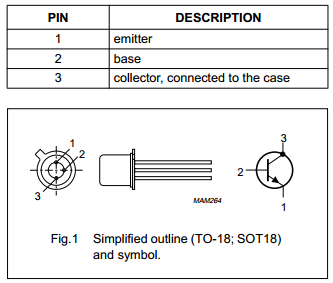 PIN DESCRIPTION
1 emitter
2 base
3 collector, connected to the case
1
2
3
MAM264
3
2
1
Fig.1 Simplified outline (TO-18; SOT18)
and symbol.